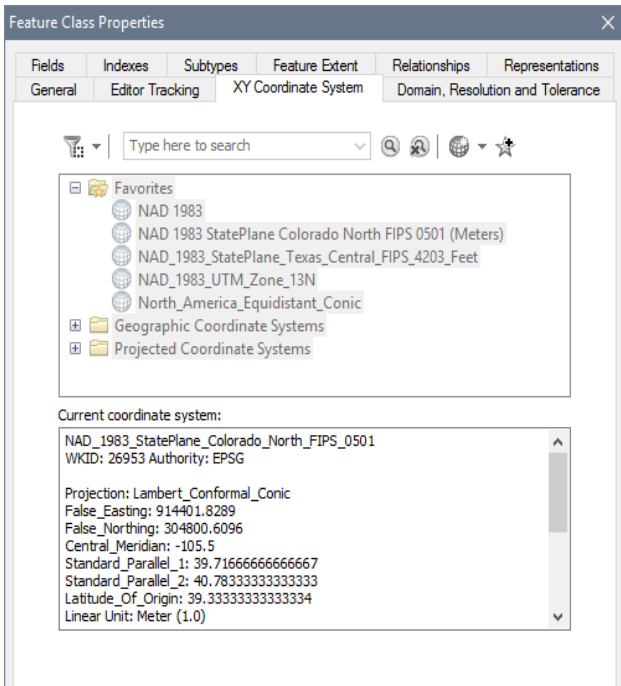 Feature Class Properties
Fields Indexes Subtypes Feature Extent Relationships Representations
General Editor Tracking XY Coordinate System Domain, Resolution and Tolerance
Type here to search
Favorites
NAD 1983
NAD 1983 StatePlane Colorado North FIPS 0501 (Meters)
NAD_1983_StatePlane_Texas_Central_FIPS_4203_Feet
NAD_1983_UTM_Zone_13N
North_America_Equidistant_Conic
Geographic Coordinate Systems
Projected Coordinate Systems
Current coordinate system:
NAD_1983_StatePlane_Colorado_North_FIPS_0501
WKID: 26953 Authority: EPSG
Projection: Lambert_Conformal_Conic
False_Easting: 914401.8289
False_Northing: 304800.6096
Central_Meridian: -105.5
Standard_Parallel_1: 39.71666666666667
Standard_Parallel_2: 40.78333333333333
Latitude_Of_Origin: 39.33333333333334
Linear Unit: Meter (1.0)